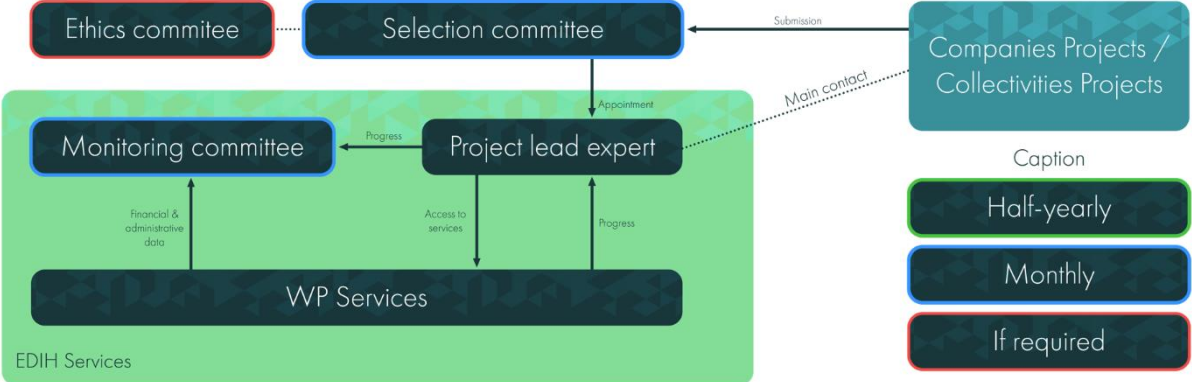 Ethics commitee
Selection committee
Submission
Companies Projects /
Collectivities Projects
Main contact
Appointment
Monitoring committee
Progress
Project lead expert
Financial &
administrative
data
Access to
services
Progress
WP Services
EDIH Services
Caption
Half-yearly
Monthly
If required